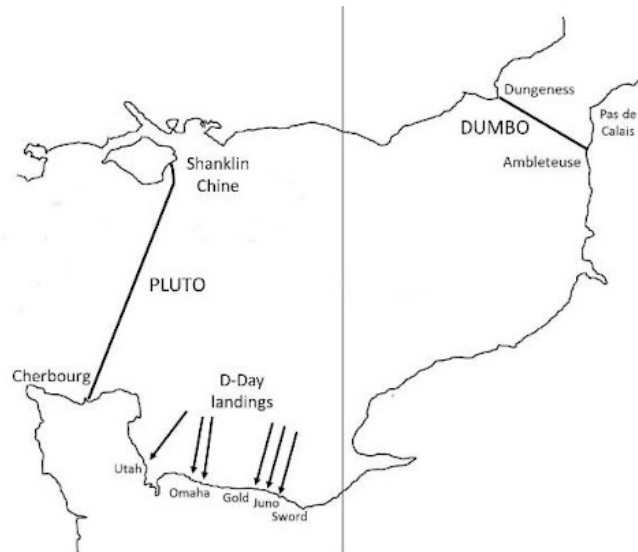 Dungeness
Pas de
Calais
DUMBO
Ambleteuse
Shanklin
Chine
PLUTO
Cherbourg
D-Day
landings
Utah
Omaha
Gold
Juno
Sword